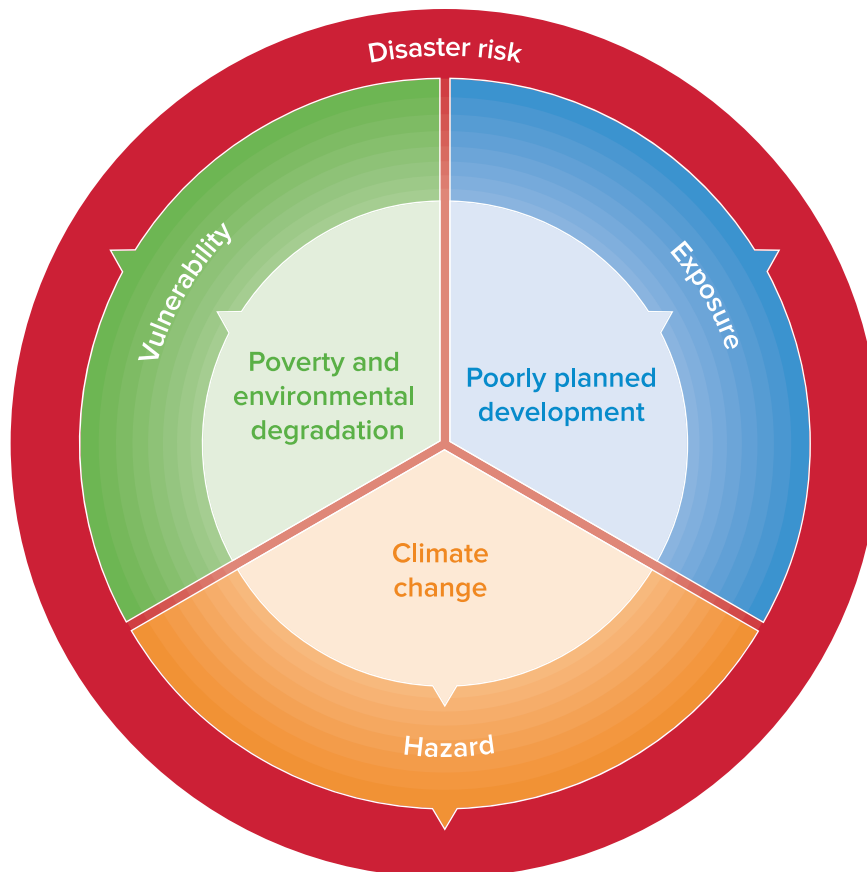 Disaster risk
Vulnerability
Exposure
Poverty and
environmental
degradation
Poorly planned
development
Climate
change
Hazard